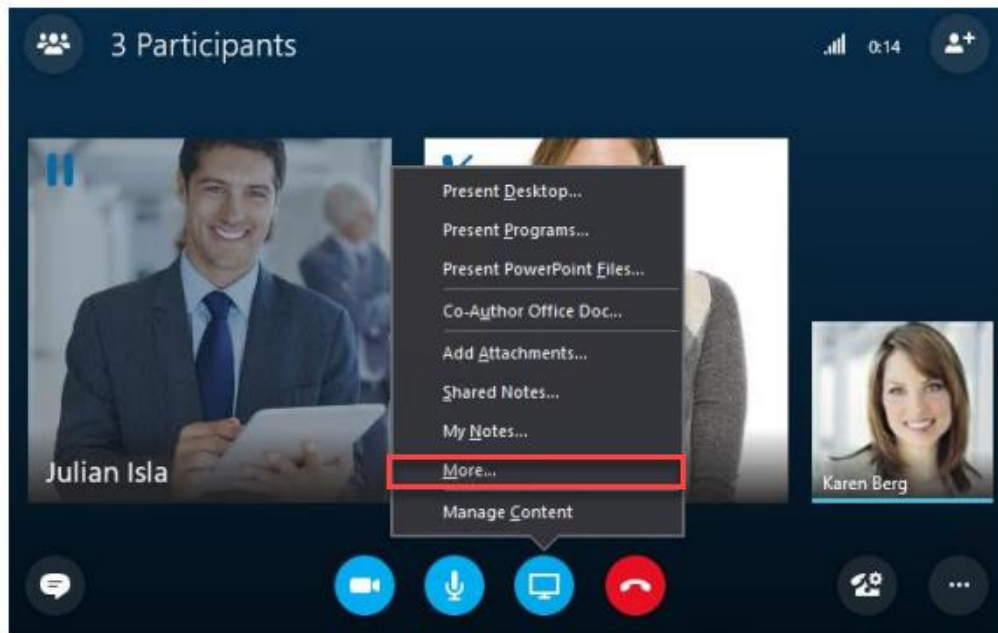 3 Participants
0:14
Present Desktop...
Present Programs...
Present PowerPoint Files...
Co-Author Office Doc...
Add Attachments...
Shared Notes...
My Notes...
More...
Manage Content
Julian Isla
Karen Berg